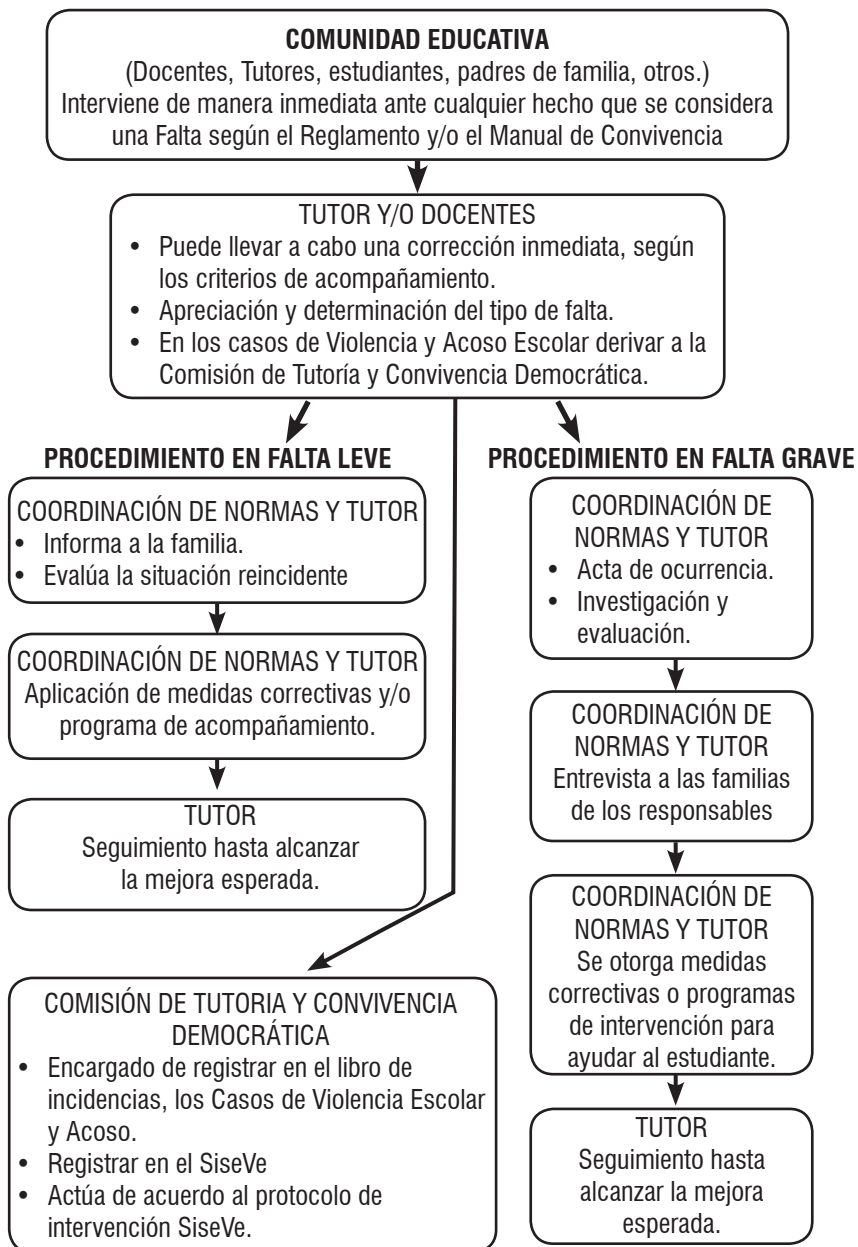 COMUNIDAD EDUCATIVA
(Docentes, Tutores, estudiantes, padres de familia, otros.)
Interviene de manera inmediata ante cualquier hecho que se considera
una Falta según el Reglamento y/o el Manual de Convivencia
TUTOR Y/O DOCENTES
• Puede llevar a cabo una corrección inmediata, según
los criterios de acompañamiento.
• Apreciación y determinación del tipo de falta.
• En los casos de Violencia y Acoso Escolar derivar a la
Comisión de Tutoría y Convivencia Democrática.
PROCEDIMIENTO EN FALTA LEVE
COORDINACIÓN DE NORMAS Y TUTOR
• Informa a la familia.
• Evalúa la situación reincidente
COORDINACIÓN DE NORMAS Y TUTOR
Aplicación de medidas correctivas y/o
programa de acompañamiento.
TUTOR
Seguimiento hasta alcanzar
la mejora esperada.
COMISIÓN DE TUTORIA Y CONVIVENCIA
DEMOCRÁTICA
• Encargado de registrar en el libro de
incidencias, los Casos de Violencia Escolar
y Acoso.
• Registrar en el SiseVe
• Actúa de acuerdo al protocolo de
intervención SiseVe.
PROCEDIMIENTO EN FALTA GRAVE
COORDINACIÓN DE
NORMAS Y TUTOR
• Acta de ocurrencia.
• Investigación y
evaluación.
COORDINACIÓN DE
NORMAS Y TUTOR
Entrevista a las familias
de los responsables
COORDINACIÓN DE
NORMAS Y TUTOR
Se otorga medidas
correctivas o programas
de intervención para
ayudar al estudiante.
TUTOR
Seguimiento hasta
alcanzar la mejora
esperada.